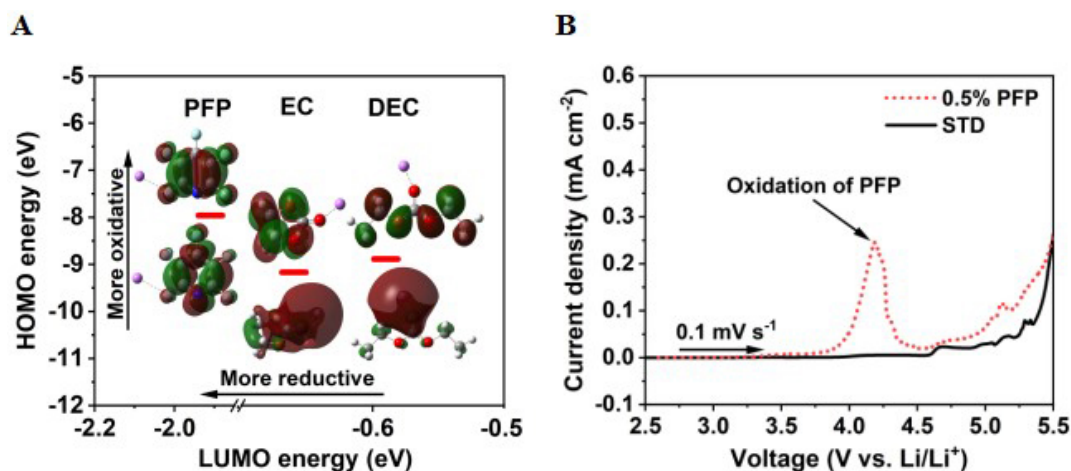 A
HOMO energy (eV)
-5
-6
-7
-8
-9
-10
-11
-12
PFP
EC
DEC
More oxidative
More reductive
-2.2
-2.0
-0.6
-0.5
LUMO energy (eV)
B
Current density (mA cm⁻²)
0.6
0.5
0.4
0.3
0.2
0.1
0.0
-0.1
0.5% PFP
STD
Oxidation of PFP
0.1 mV s⁻¹
2.5
3.0
3.5
4.0
4.5
5.0
5.5
Voltage (V vs. Li/Li⁺)